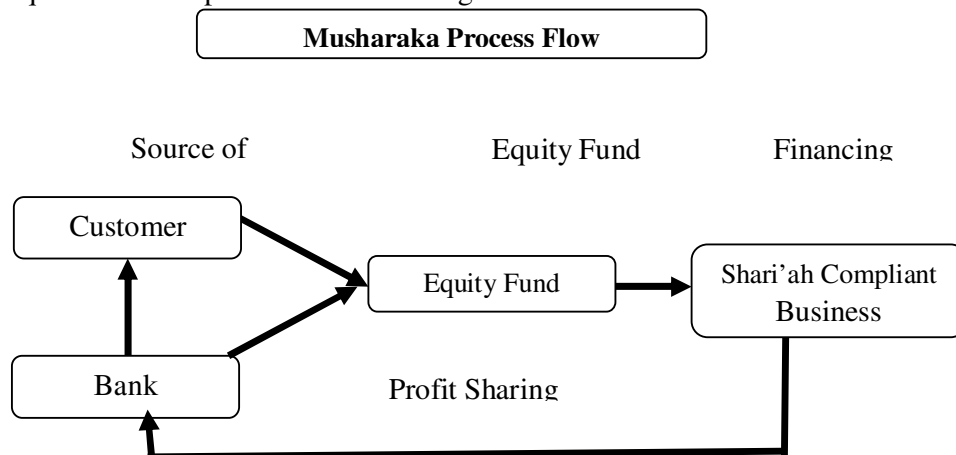 Musharaka Process Flow
Source of
Equity Fund
Financing
Customer
Equity Fund
Shari'ah Compliant
Business
Bank
Profit Sharing